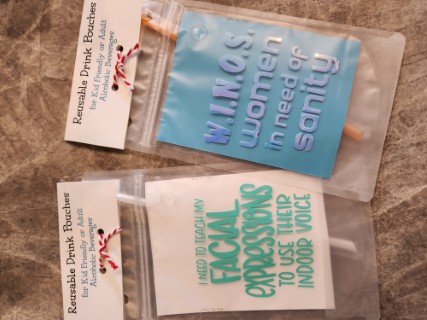 Reusable Drink Pouches
for Kid Friendly or Adult
Alcoholic Beverages
I NEED TO TEACH MY
FACIAL
EXPRESSIONS
TO USE THEIR
INDOOR VOICE
Reusable Drink Pouches
for Kid Friendly or Adult
Alcoholic Beverages
W.I.N.O.S.
women
in need of
sanity